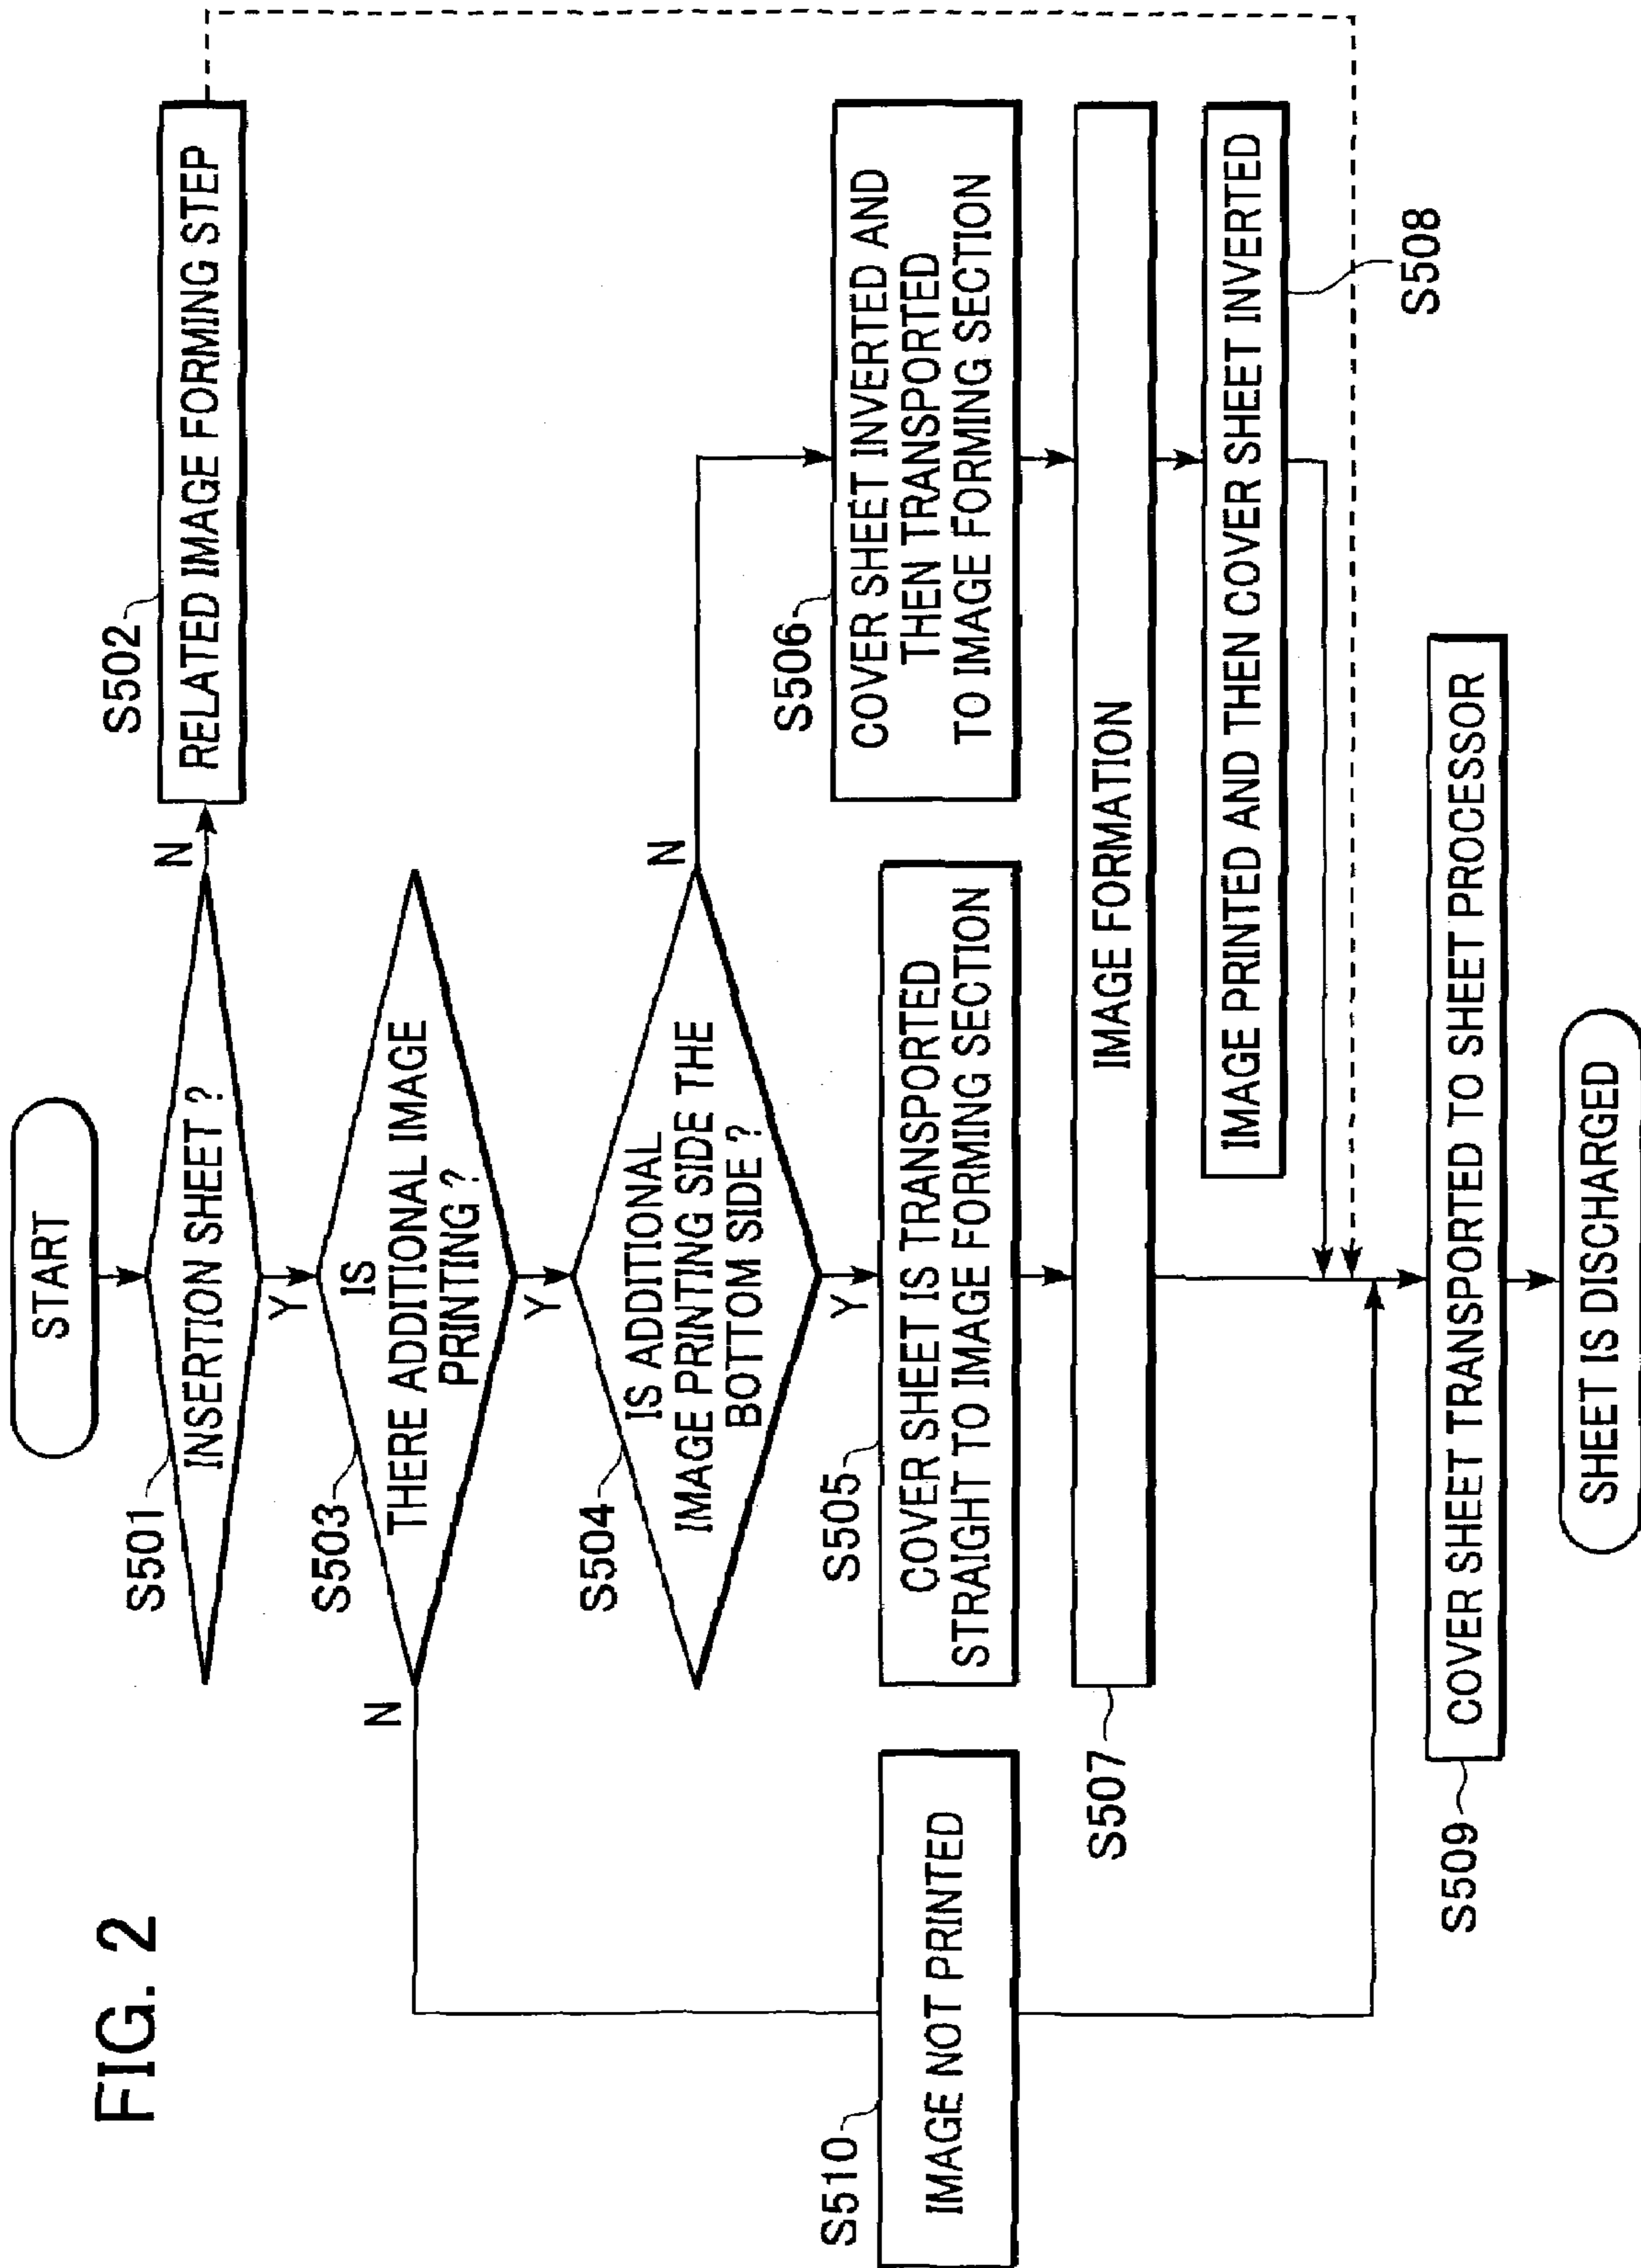 FIG. 2
START
S501
INSERTION SHEET ?
N
Y
S502
RELATED IMAGE FORMING STEP
S503
IS
THERE ADDITIONAL IMAGE
PRINTING ?
N
Y
S504
IS ADDITIONAL
IMAGE PRINTING SIDE THE
BOTTOM SIDE ?
N
Y
S510
IMAGE NOT PRINTED
S505
COVER SHEET IS TRANSPORTED
STRAIGHT TO IMAGE FORMING SECTION
S506
COVER SHEET INVERTED AND
THEN TRANSPORTED
TO IMAGE FORMING SECTION
S507
IMAGE FORMATION
IMAGE PRINTED AND THEN COVER SHEET INVERTED
S508
S509
COVER SHEET TRANSPORTED TO SHEET PROCESSOR
SHEET IS DISCHARGED